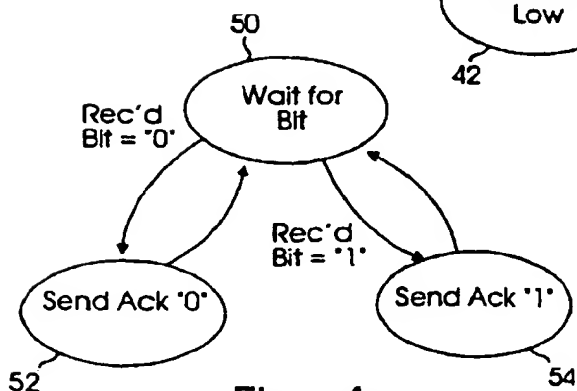 50
Low
42
Wait for
Bit
Rec'd
Bit = "0"
Rec'd
Bit = "1"
Send Ack "0"
Send Ack "1"
52
54